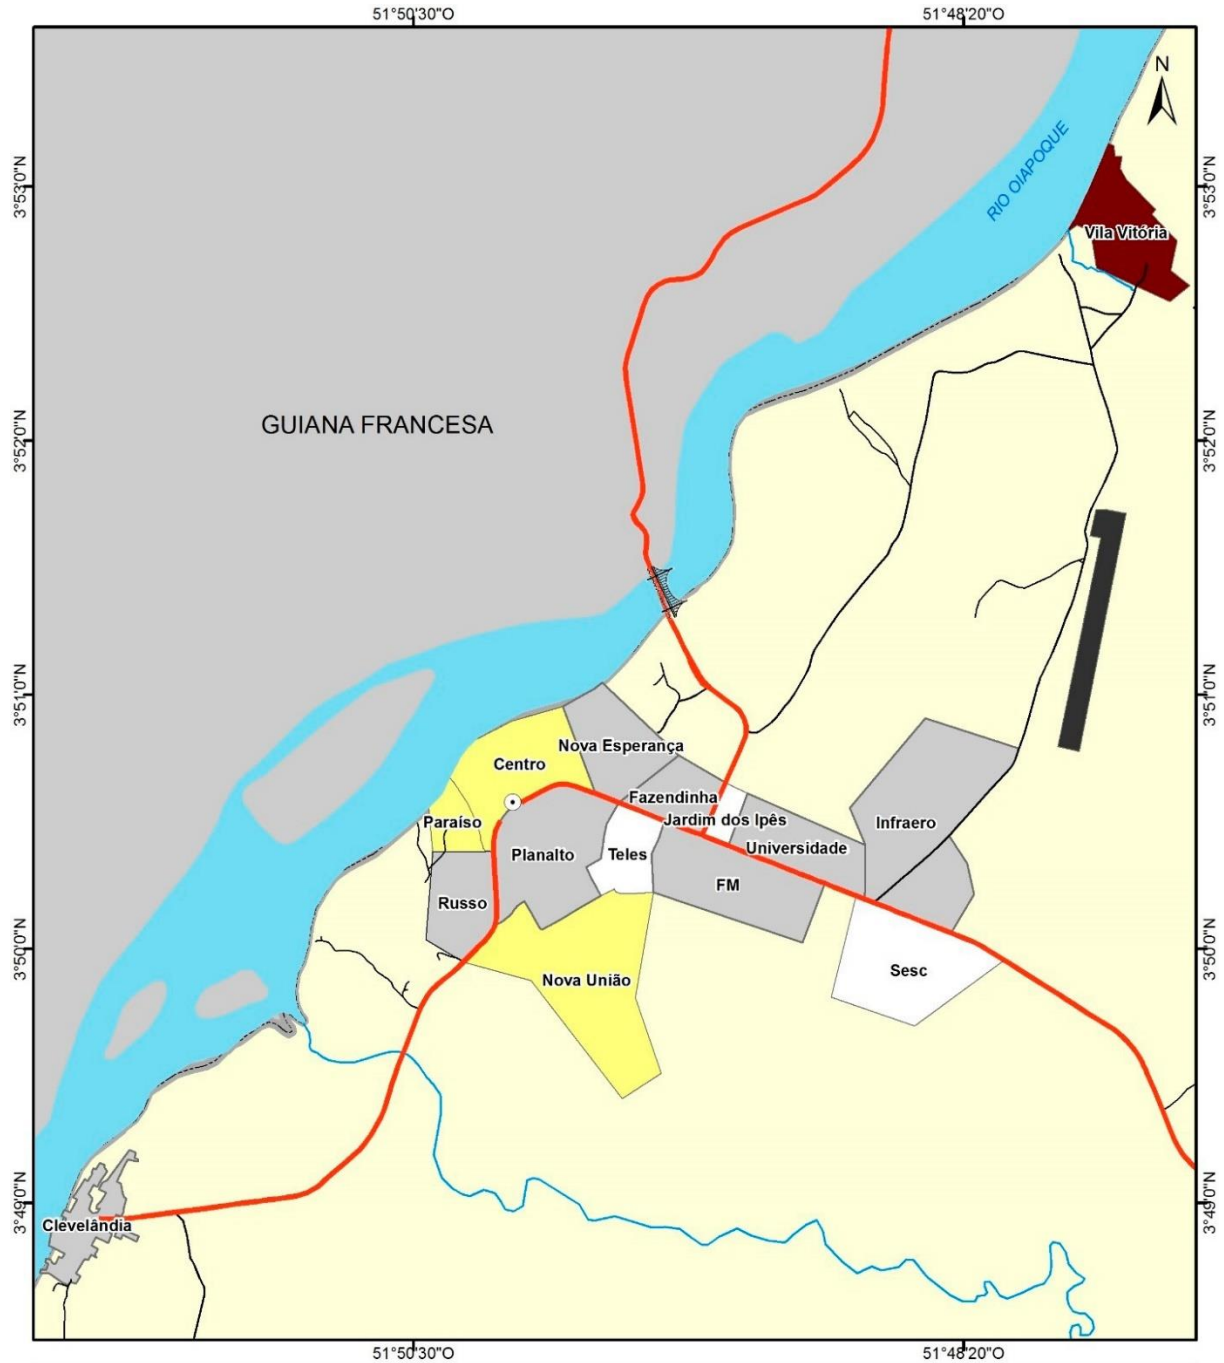 51°50'30"O
51°48'20"O
N
3°53'0"N
3°53'0"N
RIO OIAPOQUE
Vila Vitória
GUIANA FRANCESA
3°52'0"N
3°52'0"N
3°51'0"N
3°51'0"N
Nova Esperança
Centro
Fazendinha
Jardim dos Ipês
Paraíso
Infraero
Universidade
Planalto
Teles
FM
Russo
3°50'0"N
3°50'0"N
Sesc
Nova União
3°49'0"N
3°49'0"N
Clevelândia
51°50'30"O
51°48'20"O